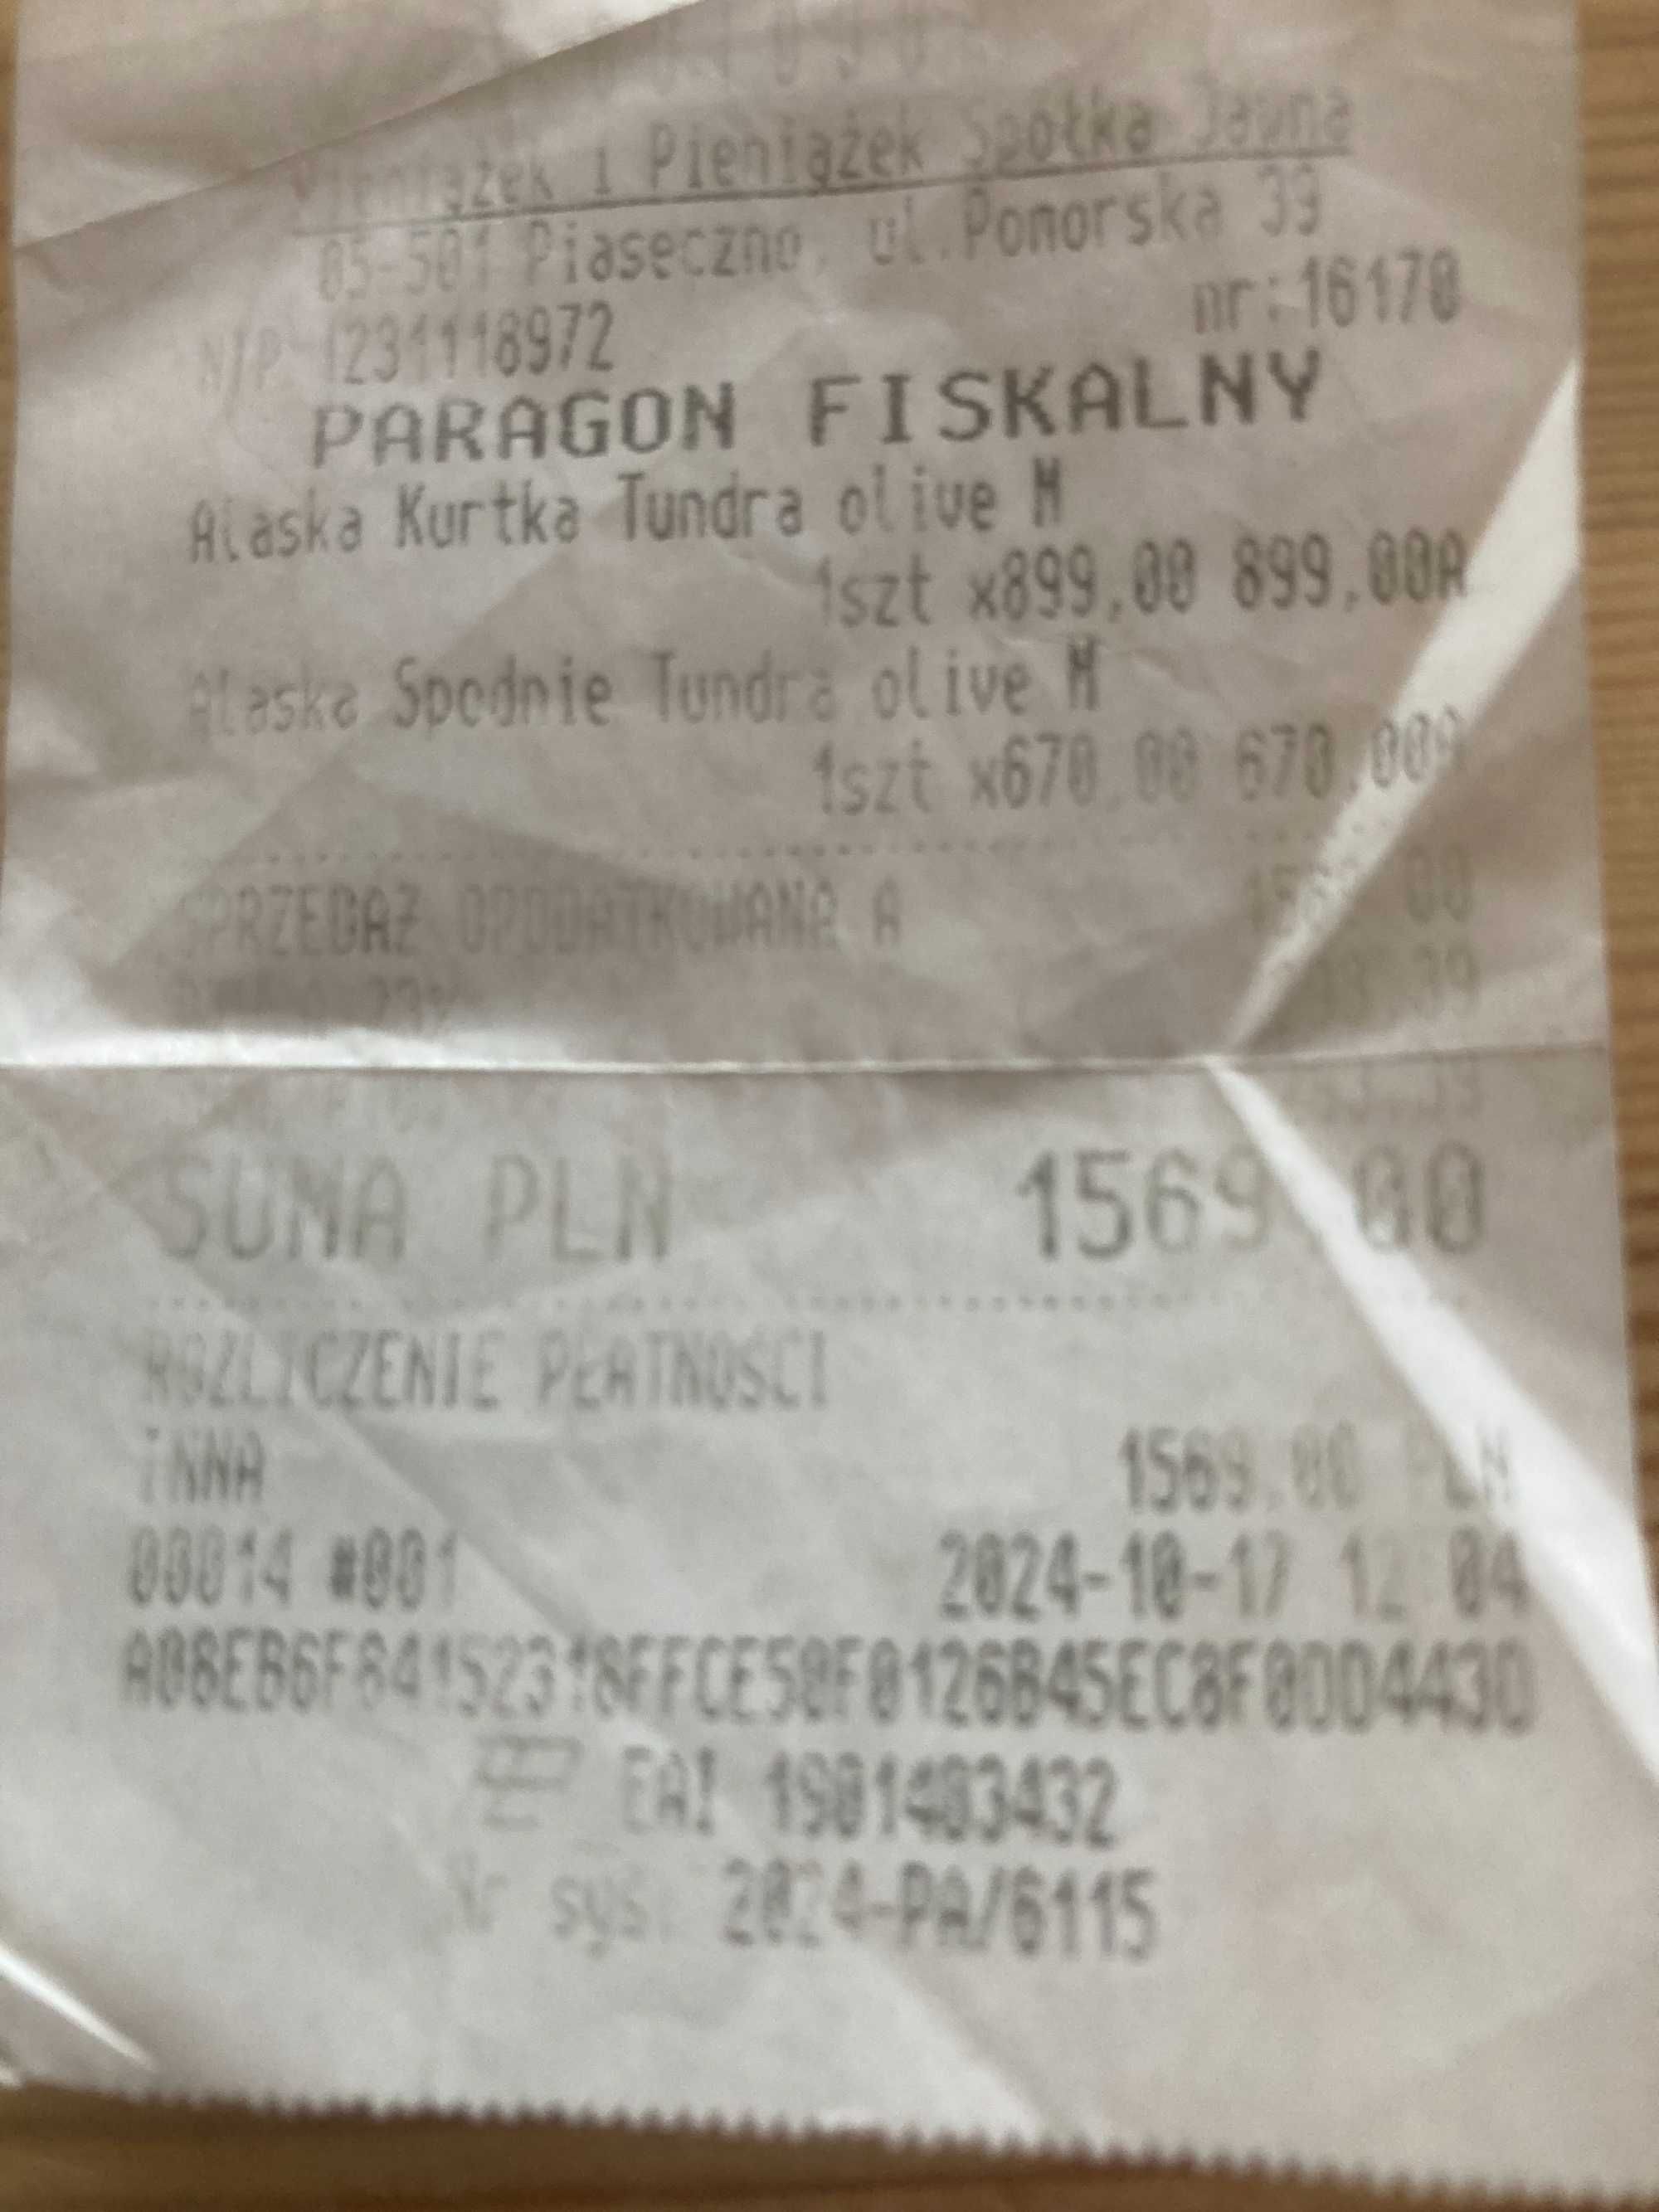 Pieniążek i Pieniążek Spółka Jawna
05-501 Piaseczno, ul.Pomorska 39
NIP 1231118972 nr:16170
PARAGON FISKALNY
Alaska Kurtka Tundra olive M
1szt x899,00 899,00A
Alaska Spodnie Tundra olive M
1szt x670,00 670,00A
SPRZEDAŻ OPODATKOWANA A
SUMA PLN 1569,00
ROZLICZENIE PŁATNOŚCI
INNA 1569,00 PLN
00014 #001 2024-10-17
EAI 1901403432
Nr sys. 2024-PA/6115